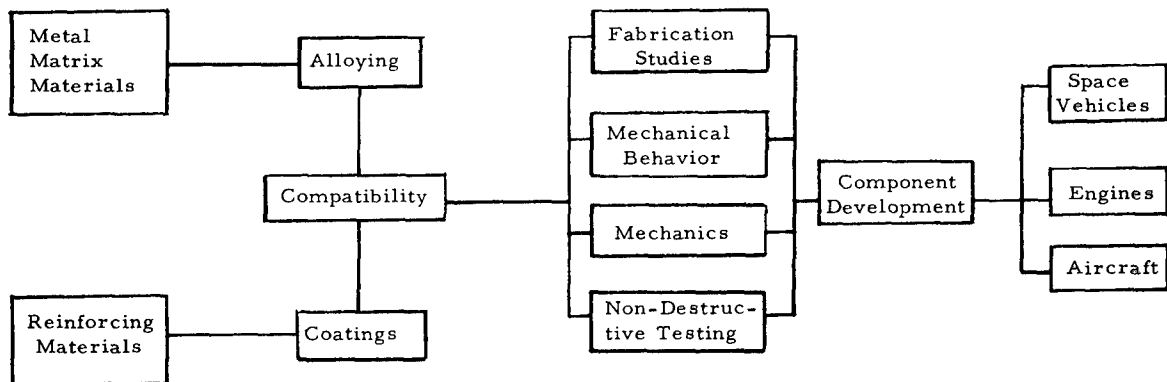 Metal
Matrix
Materials
Alloying
Compatibility
Reinforcing
Materials
Coatings
Fabrication
Studies
Mechanical
Behavior
Mechanics
Non-Destruc-
tive Testing
Component
Development
Space
Vehicles
Engines
Aircraft